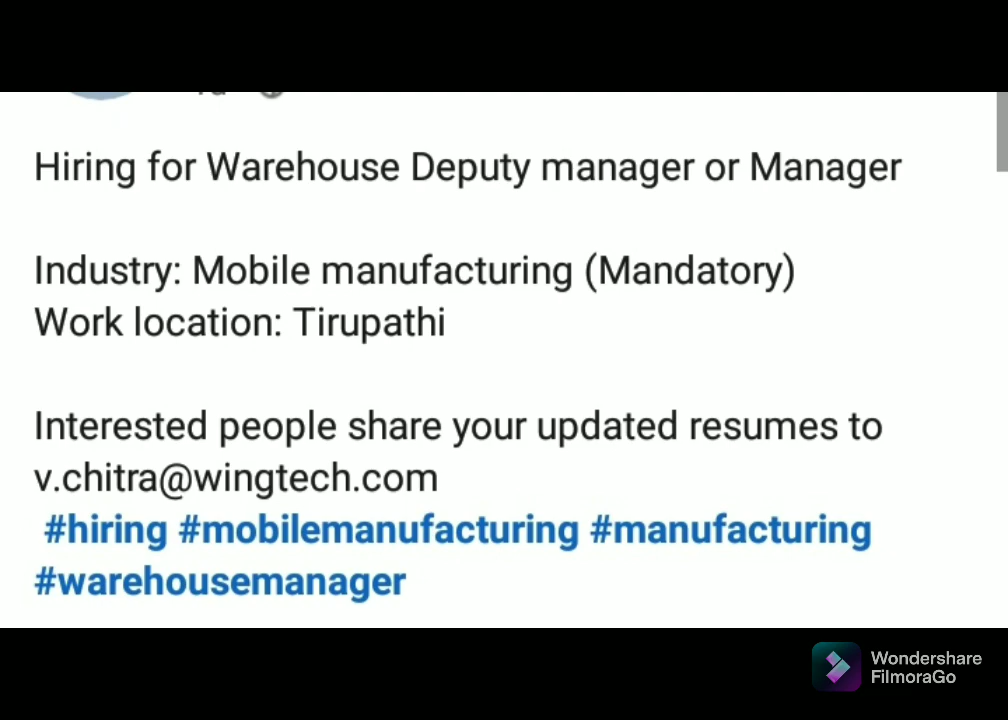 Hiring for Warehouse Deputy manager or Manager
Industry: Mobile manufacturing (Mandatory)
Work location: Tirupathi
Interested people share your updated resumes to
v.chitra@wingtech.com
#hiring #mobilemanufacturing #manufacturing
#warehousemanager
Wondershare
FilmoraGo